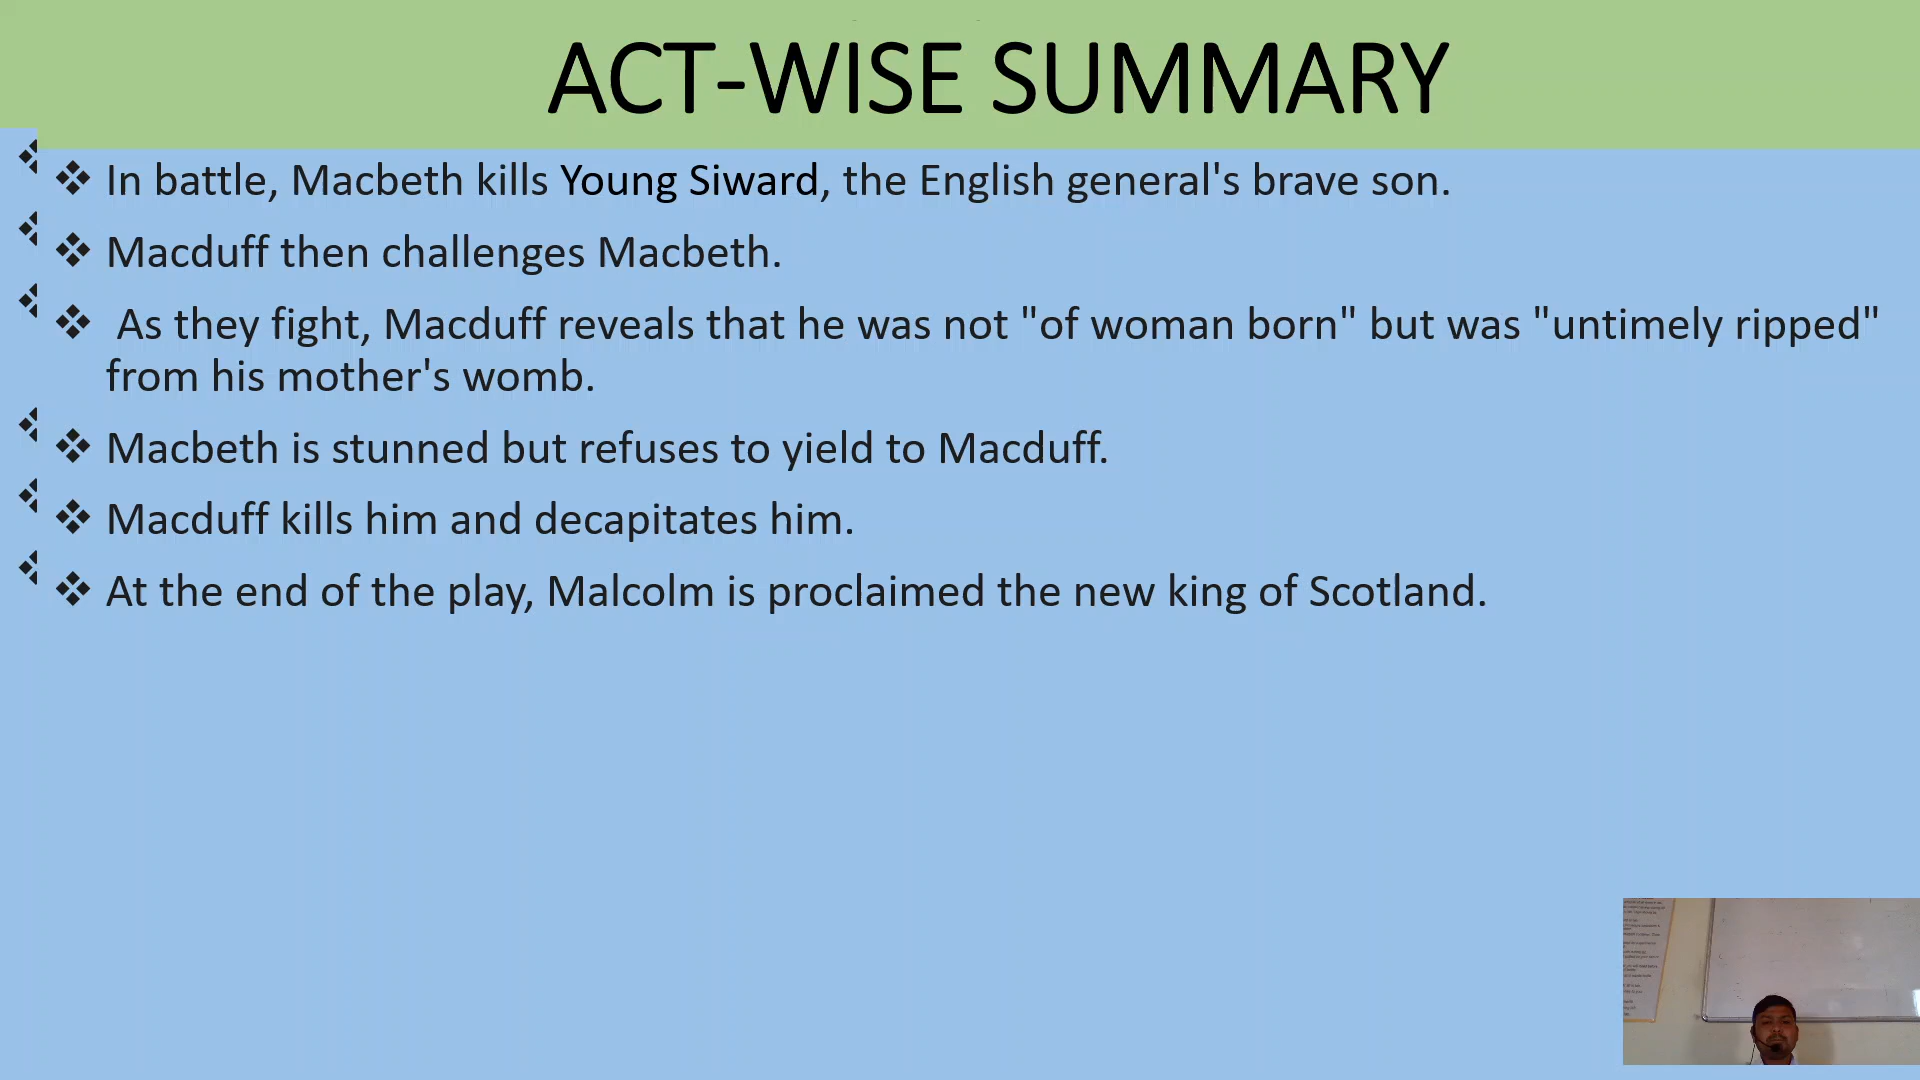 ACT-WISE SUMMARY
❖ In battle, Macbeth kills Young Siward, the English general's brave son.
❖ Macduff then challenges Macbeth.
❖ As they fight, Macduff reveals that he was not "of woman born" but was "untimely ripped"
from his mother's womb.
❖ Macbeth is stunned but refuses to yield to Macduff.
❖ Macduff kills him and decapitates him.
❖ At the end of the play, Malcolm is proclaimed the new king of Scotland.